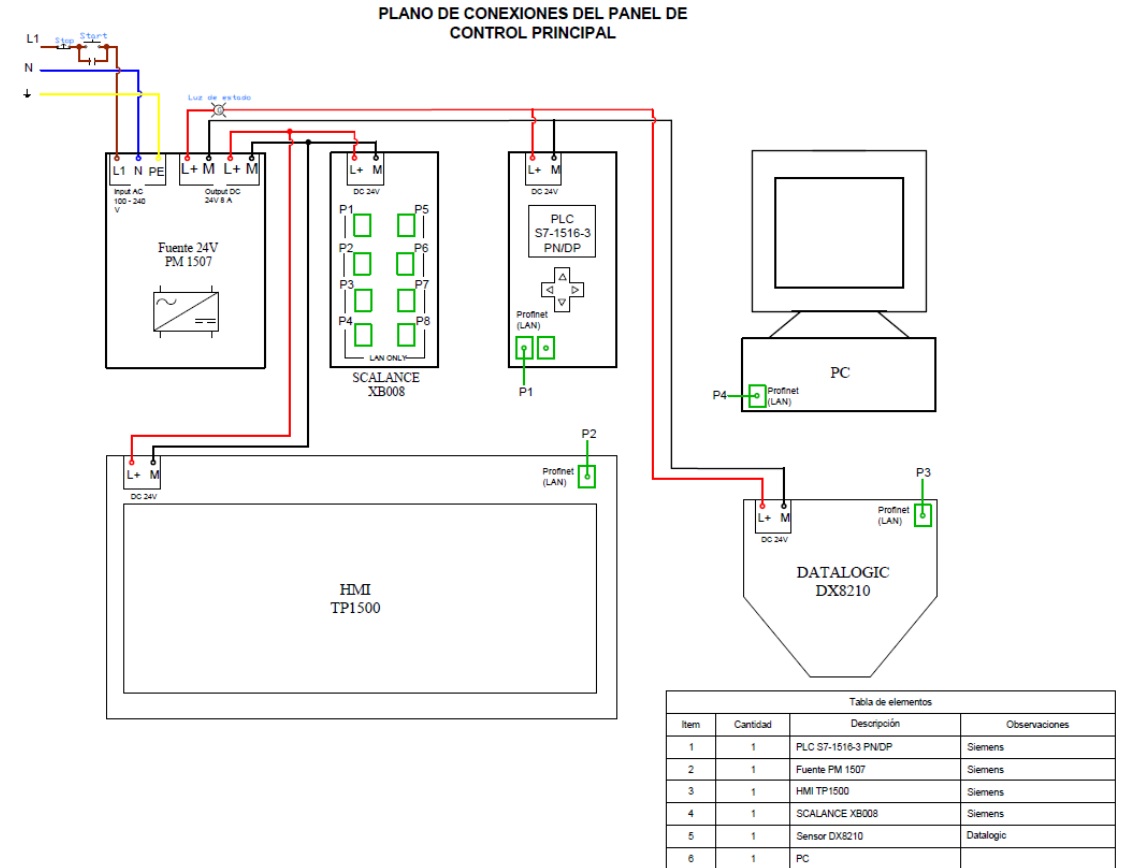 PLANO DE CONEXIONES DEL PANEL DE
CONTROL PRINCIPAL
L1
Stop
Start
N
Luz de estado
L1 N PE
L+ M L+ M
Input AC
100 - 240
V
Output DC
24V 8 A
Fuente 24V
PM 1507
L+ M
DC 24V
P1
P5
P2
P6
P3
P7
P4
P8
LAN ONLY
SCALANCE
XB008
L+ M
DC 24V
PLC
S7-1516-3
PN/DP
Profinet
(LAN)
P1
PC
P4
Profinet
(LAN)
L+ M
DC 24V
P2
Profinet
(LAN)
HMI
TP1500
L+ M
DC 24V
P3
Profinet
(LAN)
DATALOGIC
DX8210
Tabla de elementos
Item Cantidad Descripción Observaciones
1 1 PLC S7-1516-3 PN/DP Siemens
2 1 Fuente PM 1507 Siemens
3 1 HMI TP1500 Siemens
4 1 SCALANCE XB008 Siemens
5 1 Sensor DX8210 Datalogic
6 1 PC